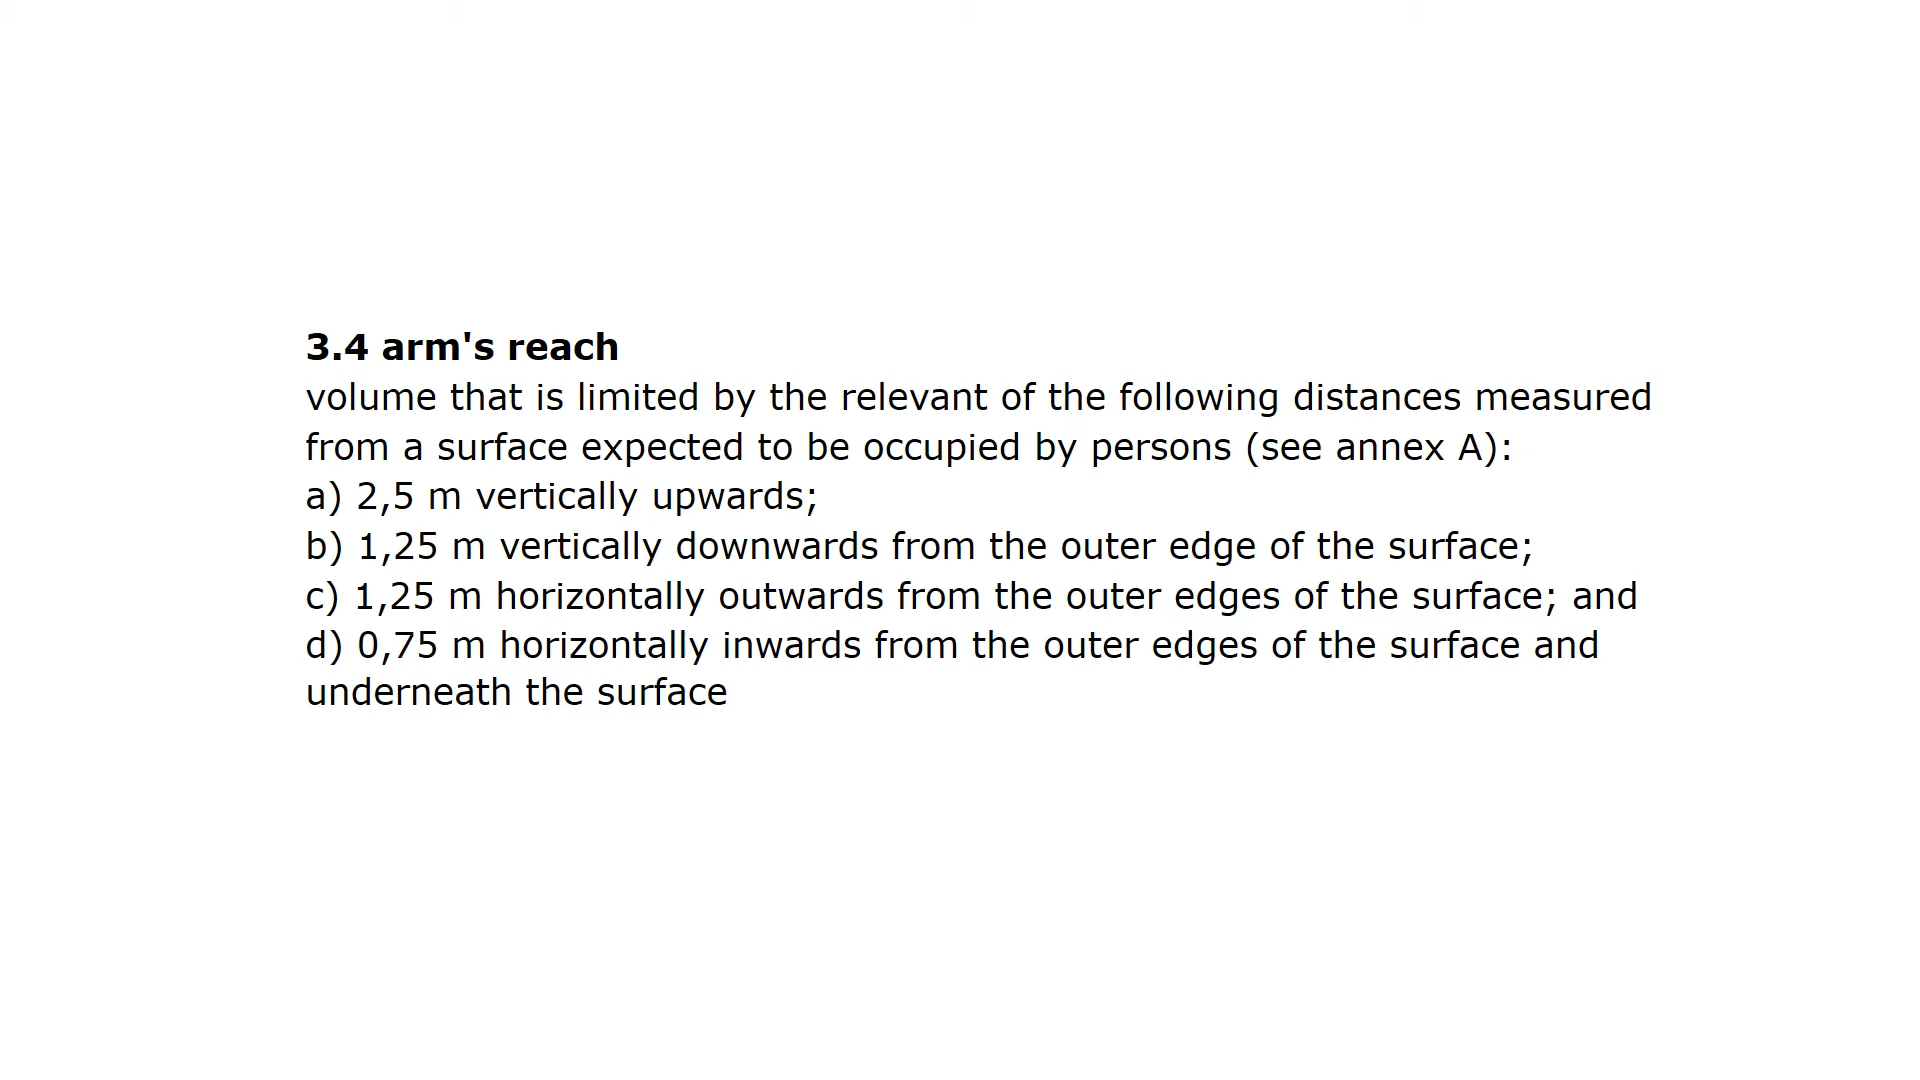 3.4 arm's reach
volume that is limited by the relevant of the following distances measured
from a surface expected to be occupied by persons (see annex A):
a) 2,5 m vertically upwards;
b) 1,25 m vertically downwards from the outer edge of the surface;
c) 1,25 m horizontally outwards from the outer edges of the surface; and
d) 0,75 m horizontally inwards from the outer edges of the surface and
underneath the surface